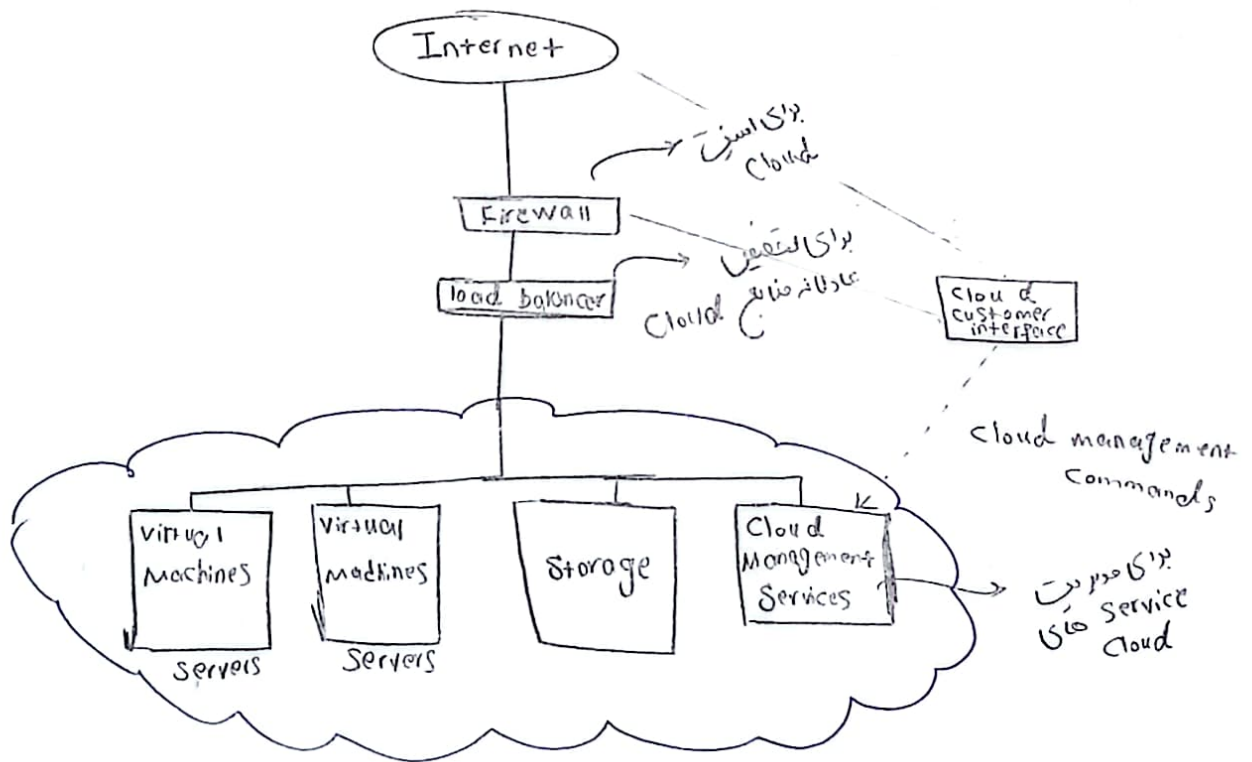 Internet
برای امنیت
Cloud
Firewall
برای تخصیص
عادلانه منابع Cloud
load balancer
Cloud
customer
interface
Cloud management
commands
Virtual
Machines
Servers
Virtual
Machines
Servers
Storage
Cloud
Management
Services
برای مدیریت
service های
Cloud